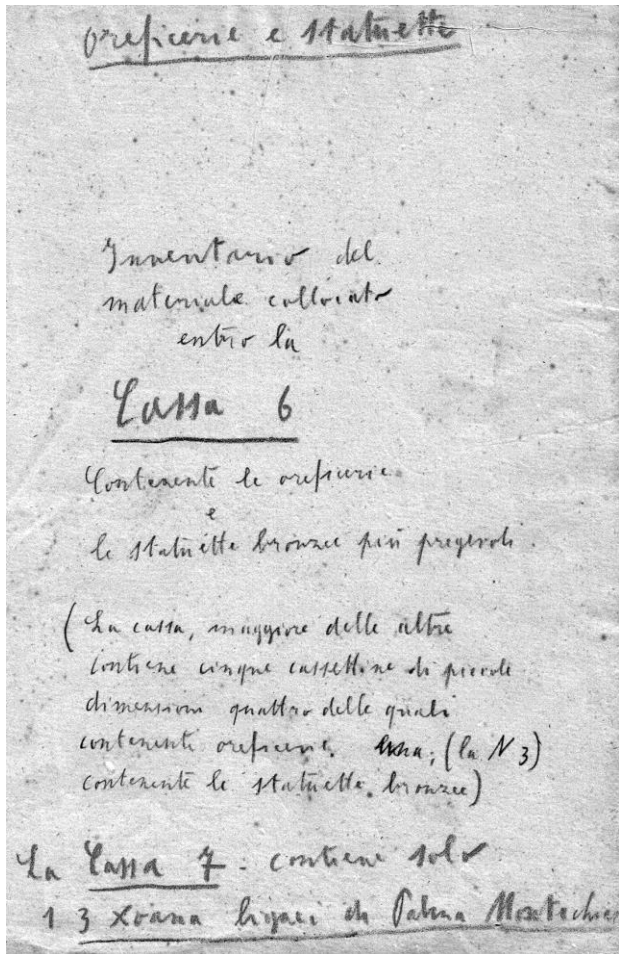 Oreficerie e statuette
Inventario del
materiale collocato
entro la
Cassa 6
Contenente le oreficerie
e
le statuette bronzee più pregevoli.
(La cassa, maggiore delle altre
contiene cinque cassettine di piccole
dimensioni quattro delle quali
contenenti oreficerie. una; (la N 3)
contenente le statuette bronzee)
La Cassa 7 - contiene solo
i 3 xoana lignei di Palma Montechiaro